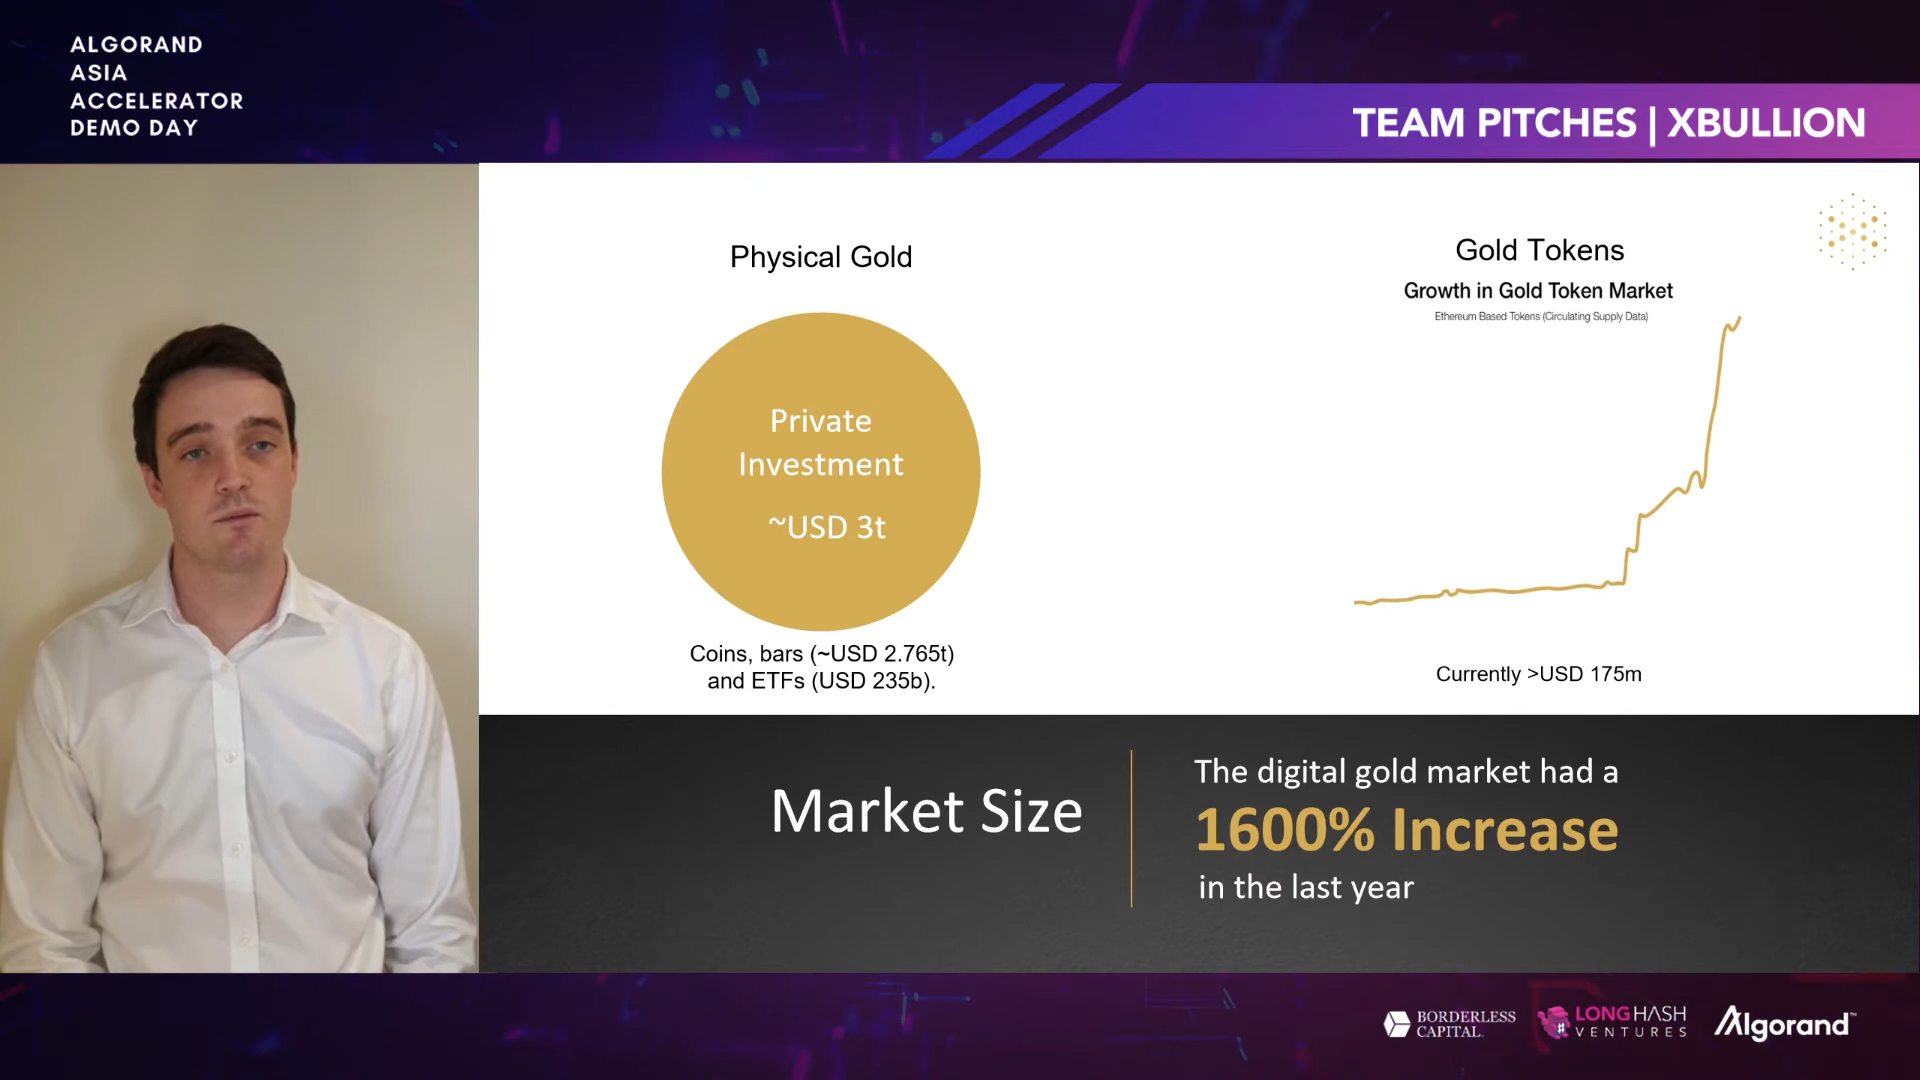 ALGORAND
ASIA
ACCELERATOR
DEMO DAY
TEAM PITCHES | XBULLION
Physical Gold
Private
Investment
~USD 3t
Coins, bars (~USD 2.765t)
and ETFs (USD 235b).
Gold Tokens
Growth in Gold Token Market
Ethereum Based Tokens (Circulating Supply Data)
Currently >USD 175m
Market Size
The digital gold market had a
1600% Increase
in the last year
BORDERLESS
CAPITAL
LONGHASH
VENTURES
Algorand™